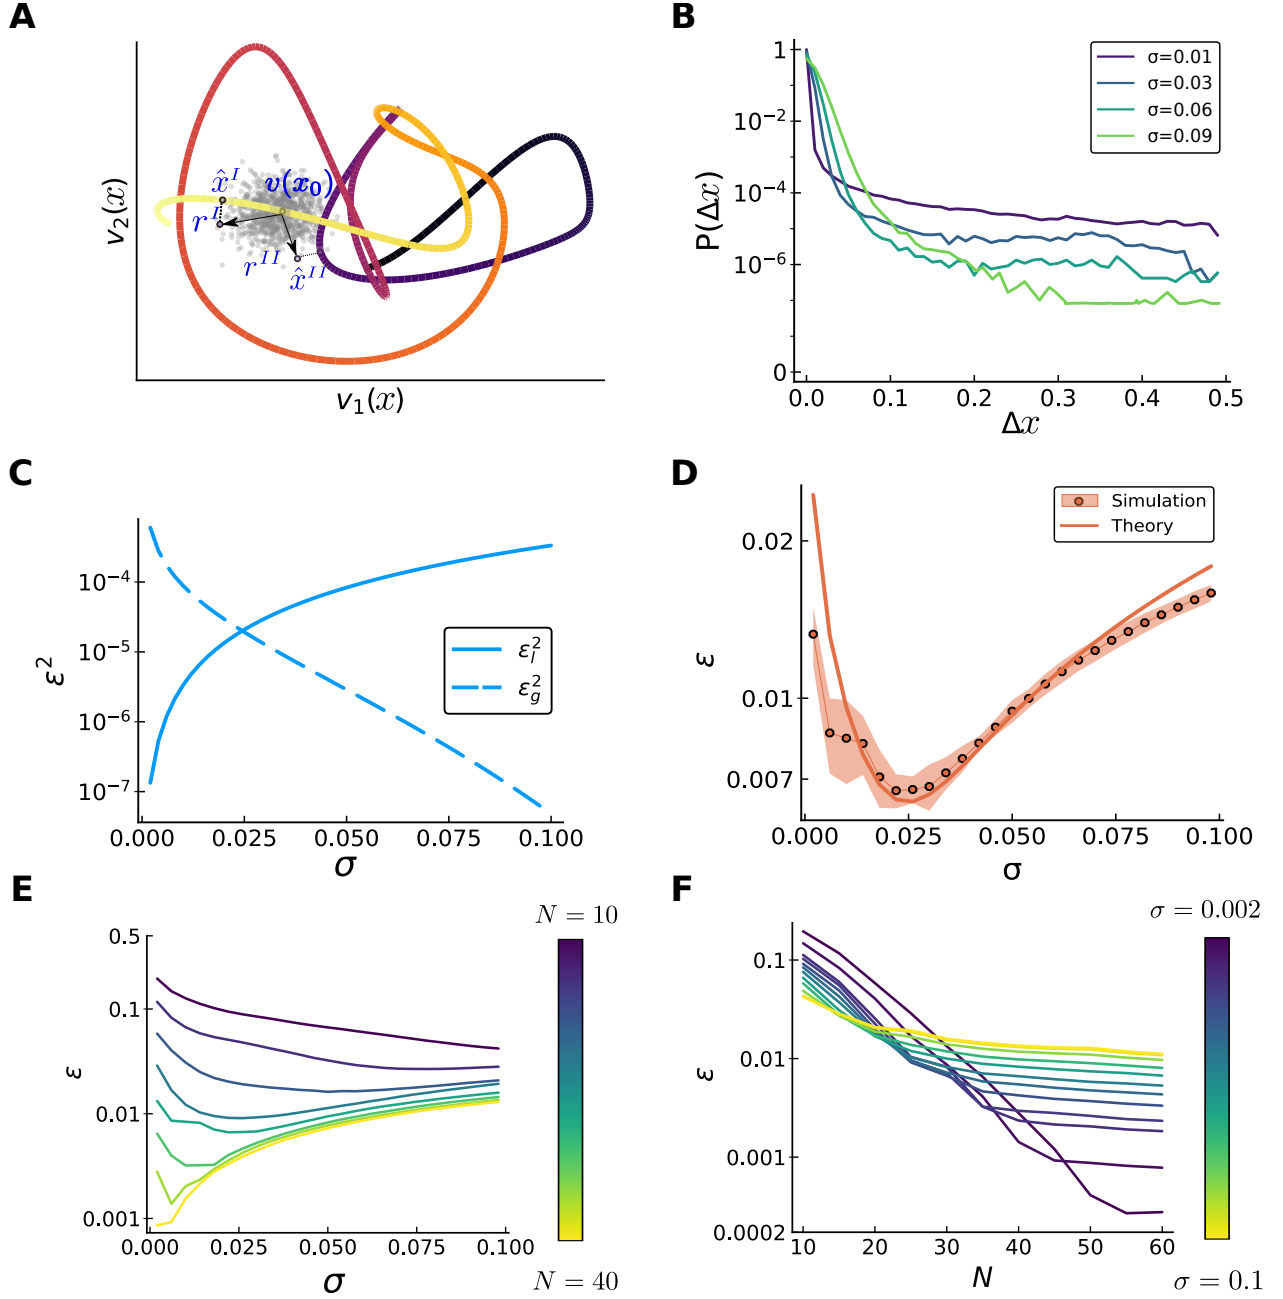 A
v₂(x)
v₁(x)
v(x₀)
x̂ᴵ
rᴵ
rᴵᴵ
x̂ᴵᴵ
B
P(Δx)
1
10⁻²
10⁻⁴
10⁻⁶
0
0.0 0.1 0.2 0.3 0.4 0.5
Δx
σ=0.01
σ=0.03
σ=0.06
σ=0.09
C
ε²
10⁻⁴
10⁻⁵
10⁻⁶
10⁻⁷
0.000 0.025 0.050 0.075 0.100
σ
ε_l²
ε_g²
D
ε
0.02
0.01
0.007
0.000 0.025 0.050 0.075 0.100
σ
Simulation
Theory
E
ε
0.5
0.1
0.01
0.001
0.000 0.025 0.050 0.075 0.100
σ
N = 10
N = 40
F
ε
0.1
0.01
0.001
0.0002
10 20 30 40 50 60
N
σ = 0.002
σ = 0.1